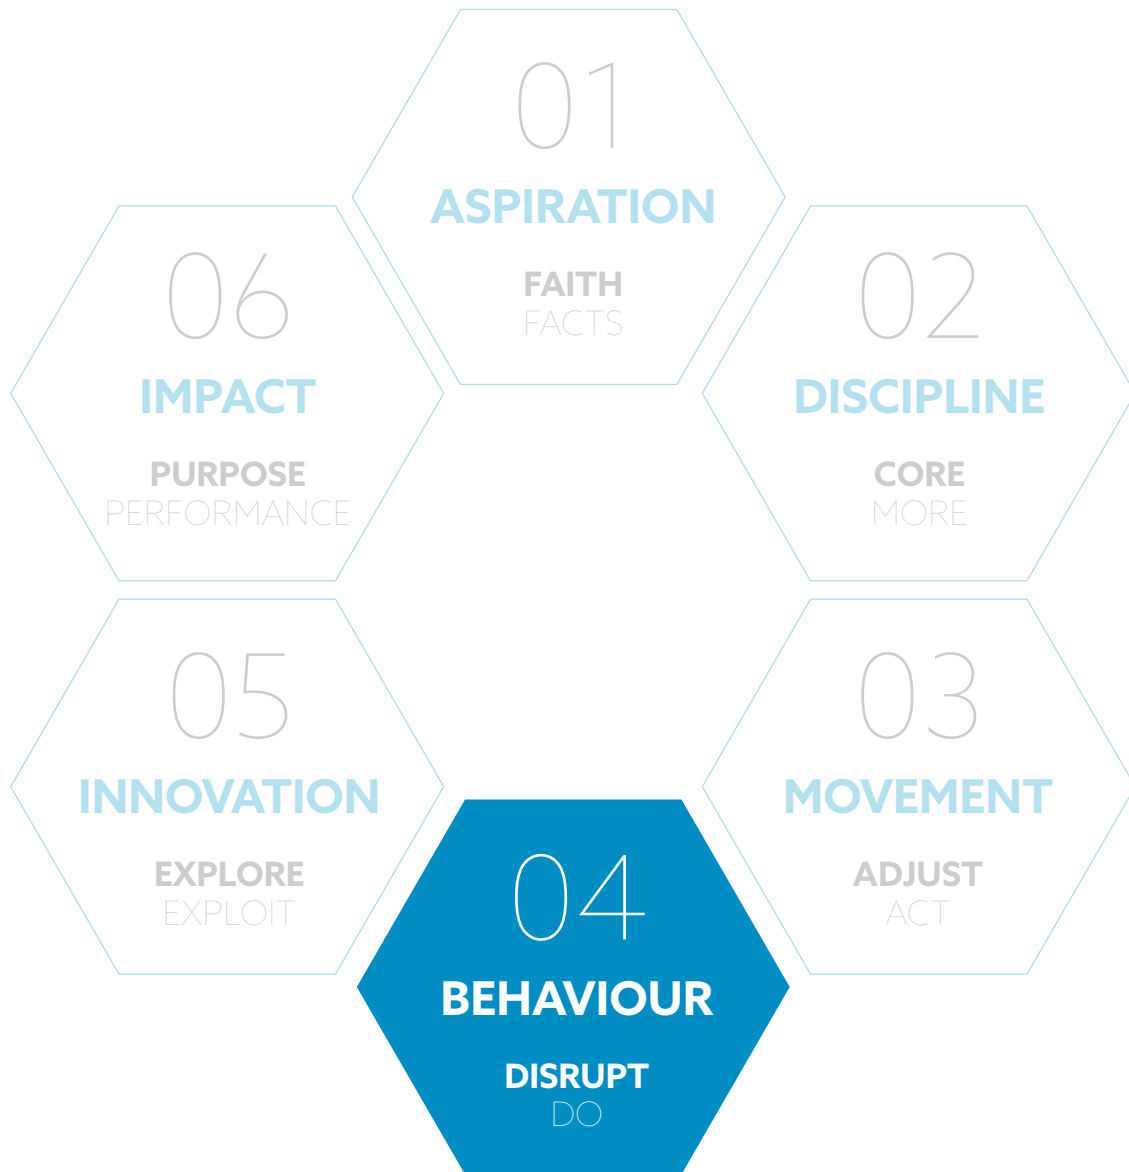 01
ASPIRATION
FAITH
FACTS
02
DISCIPLINE
CORE
MORE
03
MOVEMENT
ADJUST
ACT
04
BEHAVIOUR
DISRUPT
DO
05
INNOVATION
EXPLORE
EXPLOIT
06
IMPACT
PURPOSE
PERFORMANCE